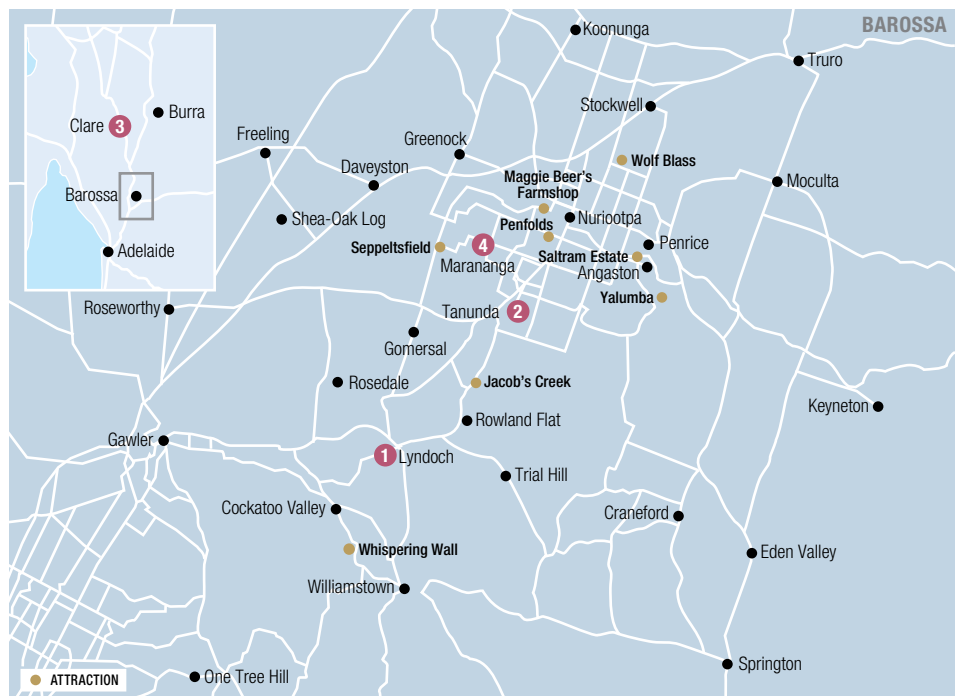 BAROSSA
Koonunga
Truro
Burra
Clare 3
Stockwell
Freeling
Greenock
Wolf Blass
Daveyston
Maggie Beer's
Farmshop
Moculta
Barossa
Shea-Oak Log
Nuriootpa
Penfolds
Seppeltsfield
4
Penrice
Saltram Estate
Adelaide
Marananga
Angaston
Yalumba
Roseworthy
Tanunda 2
Gomersal
Rosedale
Jacob's Creek
Keyneton
Rowland Flat
Gawler
1 Lyndoch
Trial Hill
Cockatoo Valley
Craneford
Whispering Wall
Eden Valley
Williamstown
Springton
One Tree Hill
ATTRACTION